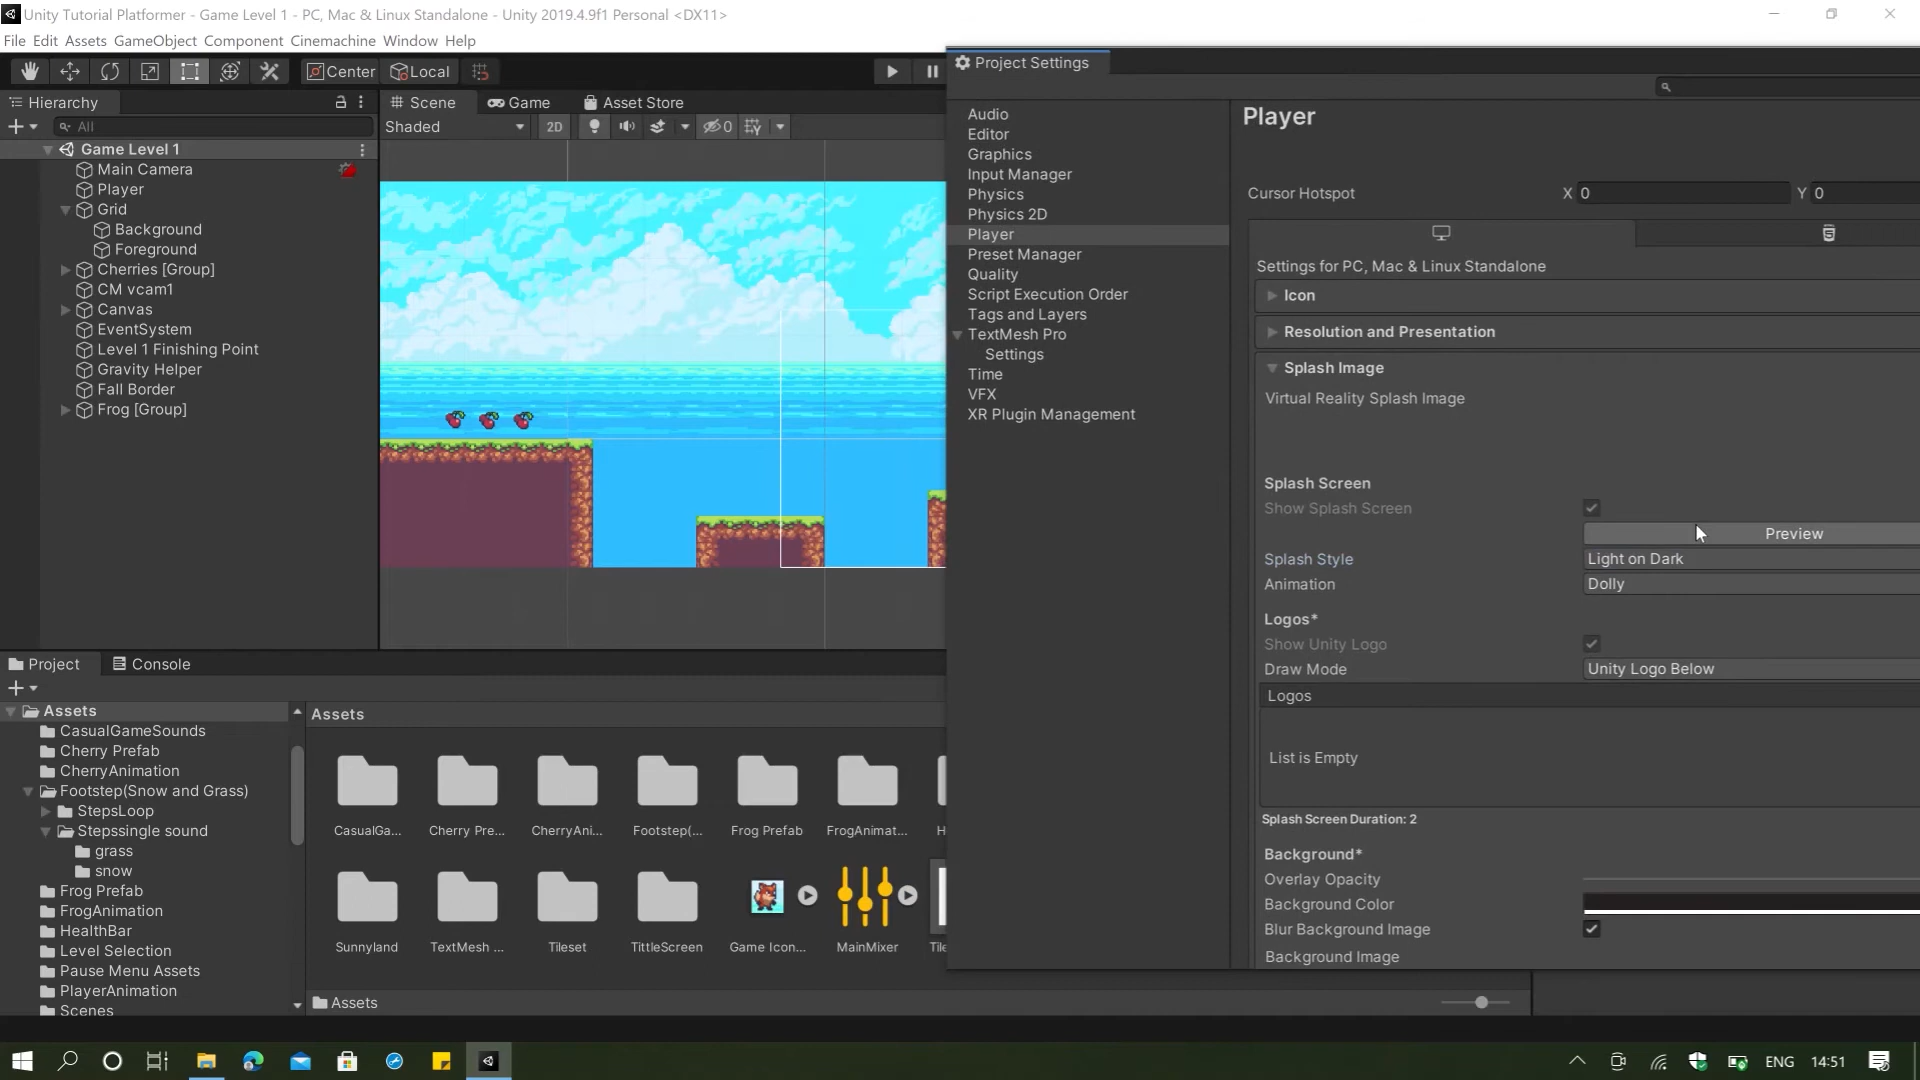 Unity Tutorial Platformer - Game Level 1 - PC, Mac & Linux Standalone - Unity 2019.4.9f1 Personal <DX11>
File Edit Assets GameObject Component Cinemachine Window Help
Center Local
Hierarchy
All
Game Level 1
Main Camera
Player
Grid
Background
Foreground
Cherries [Group]
CM vcam1
Canvas
EventSystem
Level 1 Finishing Point
Gravity Helper
Fall Border
Frog [Group]
Scene Game Asset Store
Shaded 2D 0
Project Settings
Audio
Editor
Graphics
Input Manager
Physics
Physics 2D
Player
Preset Manager
Quality
Script Execution Order
Tags and Layers
TextMesh Pro
Settings
Time
VFX
XR Plugin Management
Player
Cursor Hotspot X 0 Y 0
Settings for PC, Mac & Linux Standalone
Icon
Resolution and Presentation
Splash Image
Virtual Reality Splash Image
Splash Screen
Show Splash Screen
Preview
Splash Style Light on Dark
Animation Dolly
Logos*
Show Unity Logo
Draw Mode Unity Logo Below
Logos
List is Empty
Splash Screen Duration: 2
Background*
Overlay Opacity
Background Color
Blur Background Image
Background Image
Project Console
Assets
CasualGameSounds
Cherry Prefab
CherryAnimation
Footstep(Snow and Grass)
StepsLoop
Stepssingle sound
grass
snow
Frog Prefab
FrogAnimation
HealthBar
Level Selection
Pause Menu Assets
PlayerAnimation
Scenes
Assets
CasualGa... Cherry Pre... CherryAni... Footstep(... Frog Prefab FrogAnimat... H
Sunnyland TextMesh ... Tileset TittleScreen Game Icon... MainMixer Tile
Assets
ENG 14:51